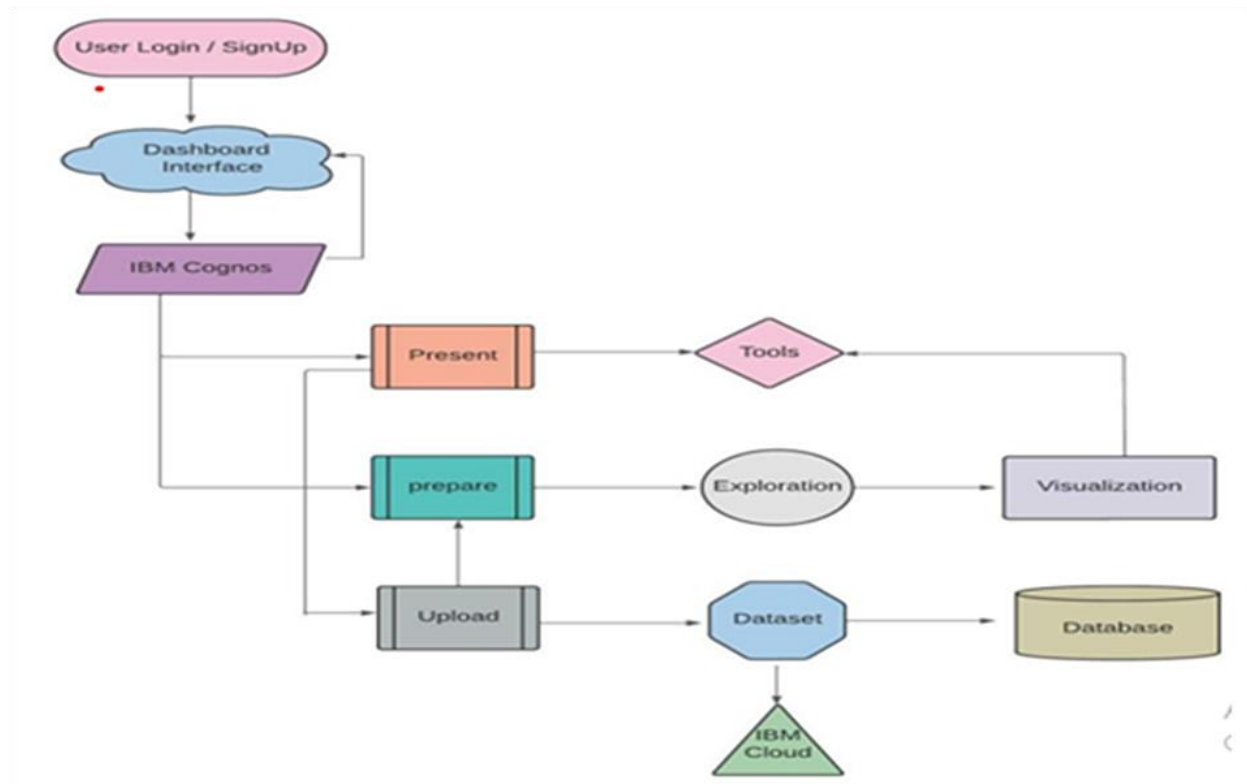 User Login / SignUp
Dashboard
Interface
IBM Cognos
Present
Tools
prepare
Exploration
Visualization
Upload
Dataset
Database
IBM
Cloud